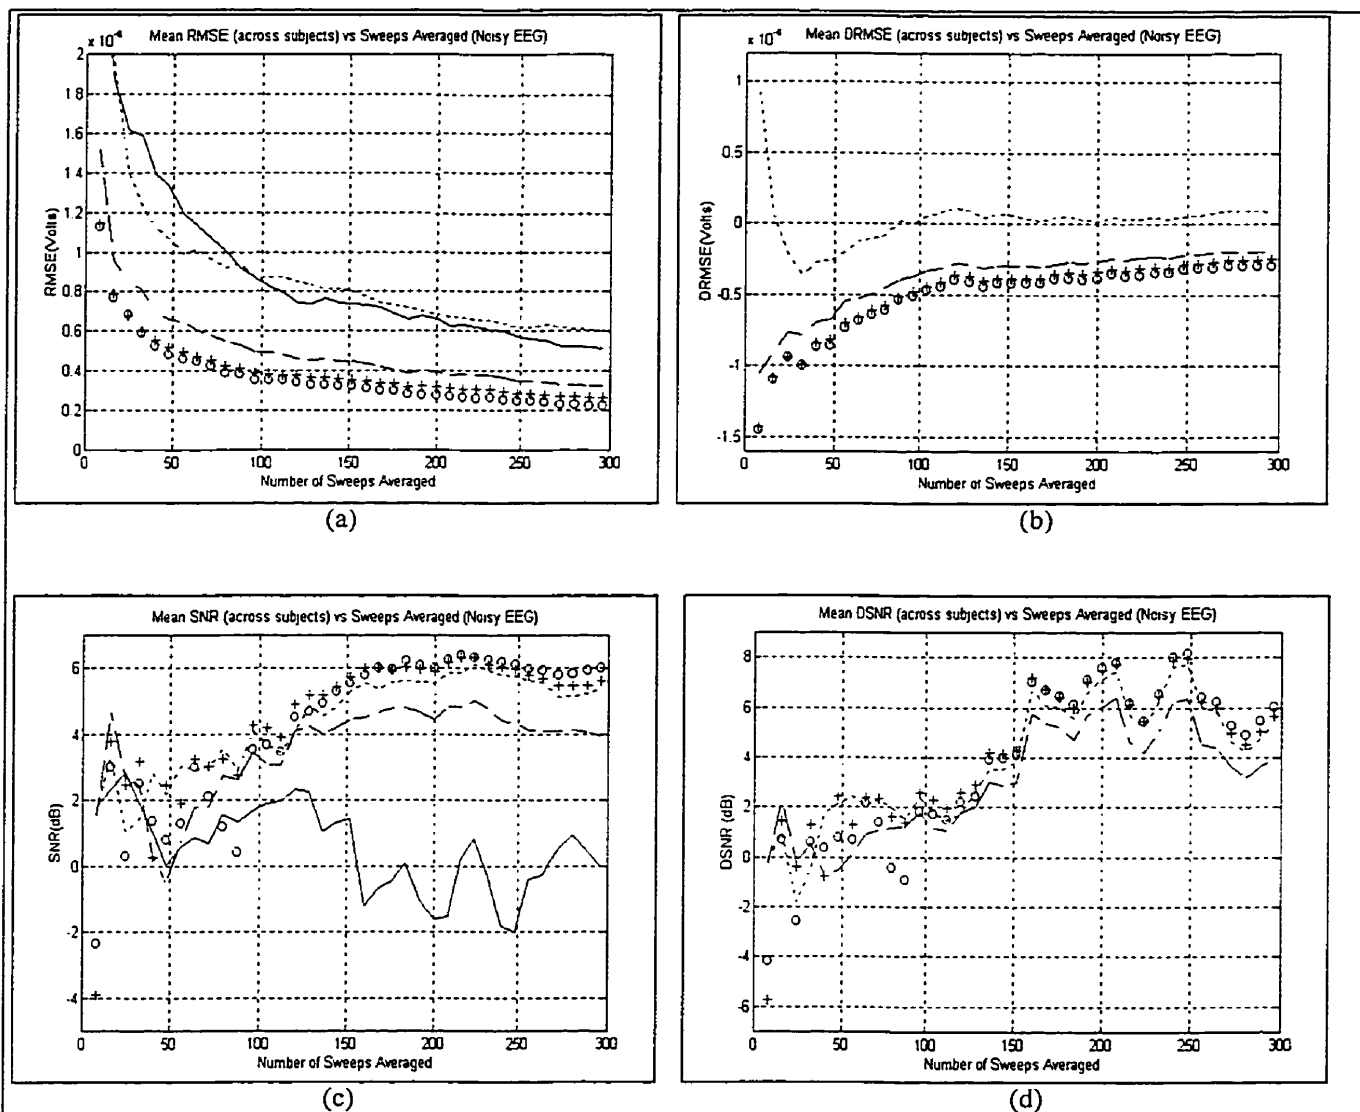 Mean RMSE (across subjects) vs Sweeps Averaged (Noisy EEG)
x 10⁻⁴
2
1.8
1.6
1.4
1.2
1
0.8
0.6
0.4
0.2
0
RMSE(Volts)
0 50 100 150 200 250 300
Number of Sweeps Averaged
(a)
Mean DRMSE (across subjects) vs Sweeps Averaged (Noisy EEG)
x 10⁻⁴
1
0.5
0
-0.5
-1
-1.5
DRMSE(Volts)
0 50 100 150 200 250 300
Number of Sweeps Averaged
(b)
Mean SNR (across subjects) vs Sweeps Averaged (Noisy EEG)
6
4
2
0
-2
-4
SNR(dB)
0 50 100 150 200 250 300
Number of Sweeps Averaged
(c)
Mean DSNR (across subjects) vs Sweeps Averaged (Noisy EEG)
8
6
4
2
0
-2
-4
-6
DSNR (dB)
0 50 100 150 200 250 300
Number of Sweeps Averaged
(d)